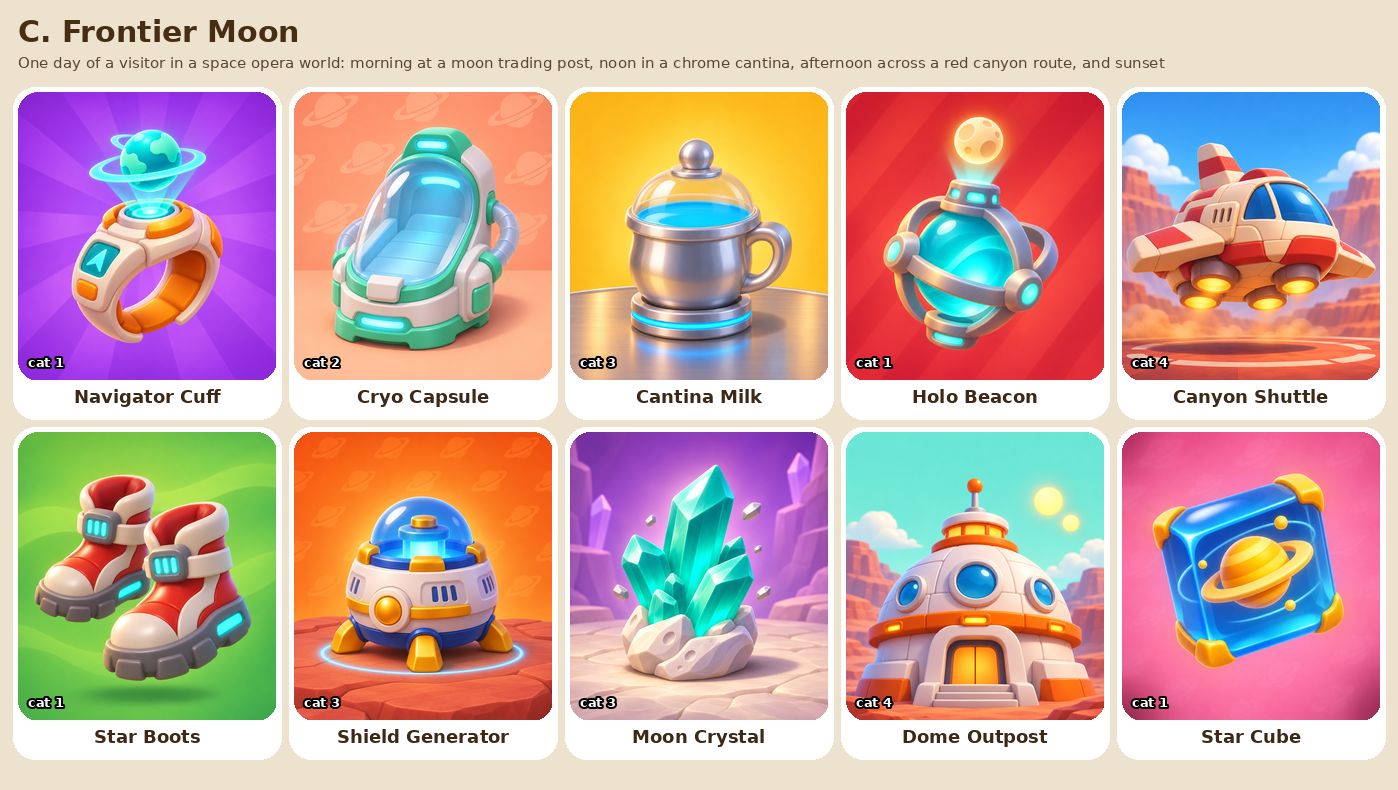 C. Frontier Moon
One day of a visitor in a space opera world: morning at a moon trading post, noon in a chrome cantina, afternoon across a red canyon route, and sunset
cat 1
cat 2
cat 3
cat 1
cat 4
Navigator Cuff
Cryo Capsule
Cantina Milk
Holo Beacon
Canyon Shuttle
cat 1
cat 3
cat 3
cat 4
cat 1
Star Boots
Shield Generator
Moon Crystal
Dome Outpost
Star Cube